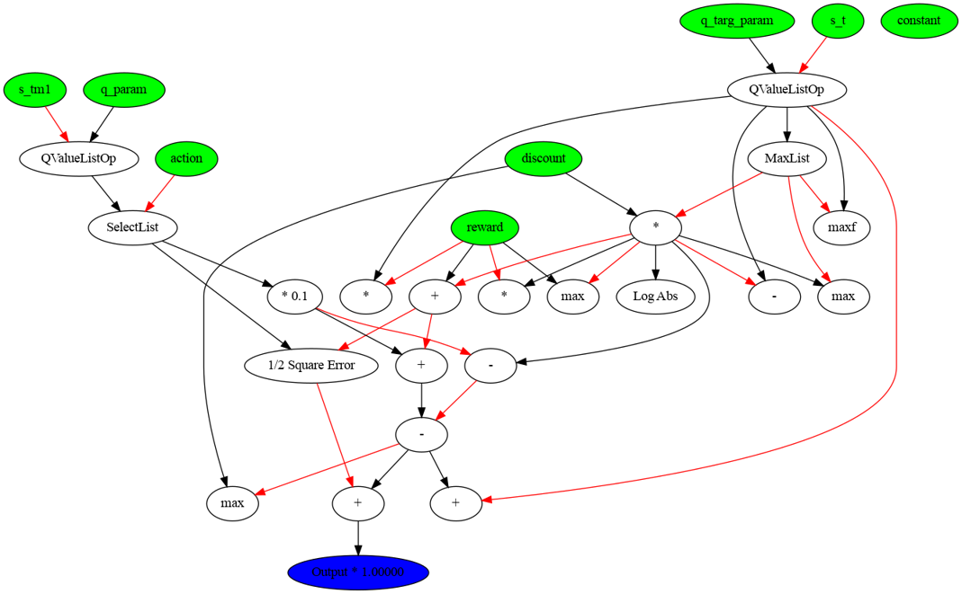 q_targ_param
s_t
constant
s_tm1
q_param
QValueListOp
QValueListOp
action
discount
MaxList
SelectList
reward
*
maxf
* 0.1
*
+
*
max
Log Abs
-
max
1/2 Square Error
+
-
-
max
+
+
Output * 1.00000